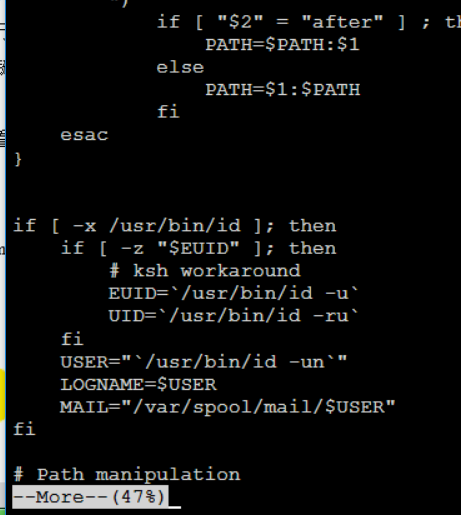 if [ "$2" = "after" ] ; th
PATH=$PATH:$1
else
PATH=$1:$PATH
fi
esac
}
if [ -x /usr/bin/id ]; then
if [ -z "$EUID" ]; then
# ksh workaround
EUID=`/usr/bin/id -u`
UID=`/usr/bin/id -ru`
fi
USER="`/usr/bin/id -un`"
LOGNAME=$USER
MAIL="/var/spool/mail/$USER"
fi
# Path manipulation
--More--(47%)